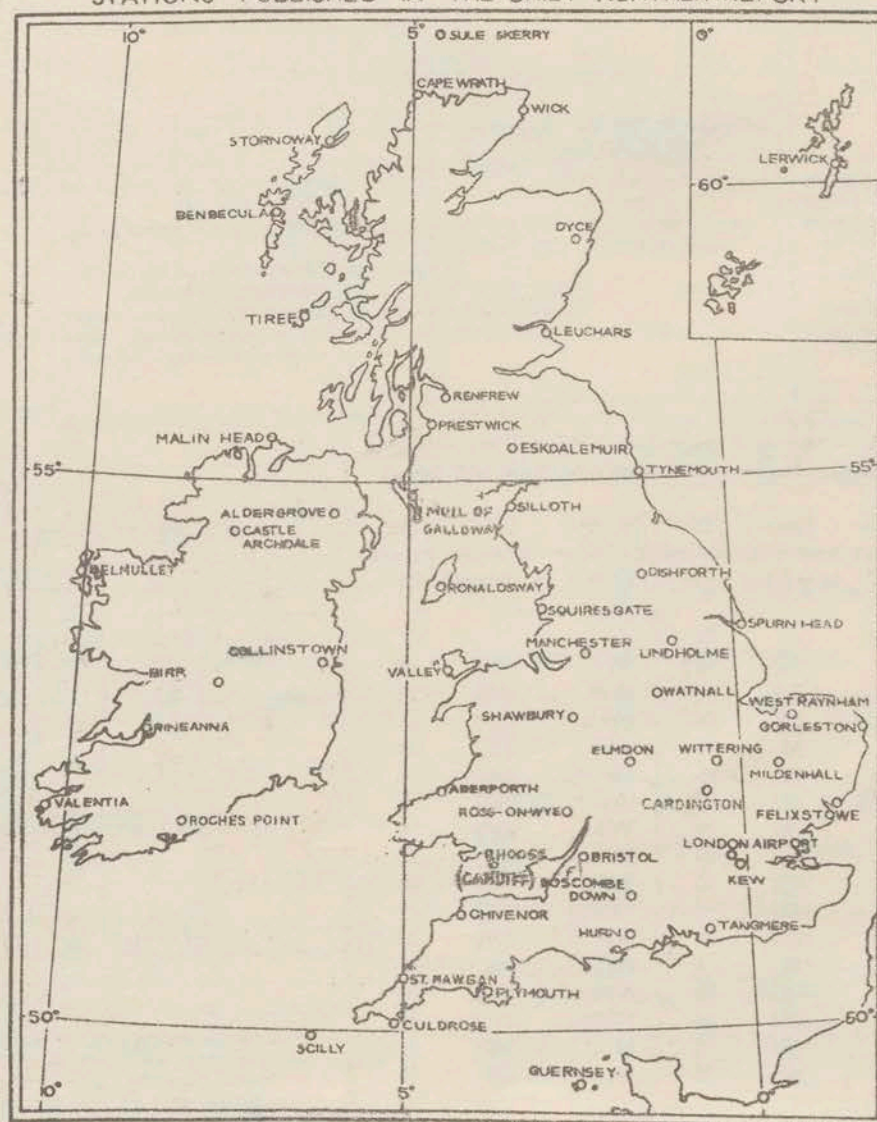 STATIONS PUBLISHED IN THE DAILY WEATHER REPORT
10°
5°
SULE SKERRY
0°
CAPE WRATH
WICK
STORNOWAY
LERWICK
60°
BENBECULA
DYCE
TIREE
LEUCHARS
RENFREW
PRESTWICK
MALIN HEAD
ESKDALEMUIR
55°
TYNEMOUTH
55°
ALDERGROVE
MULL OF
GALLOWAY
SILLOTH
CASTLE
ARCHDALE
BELMULLET
DISHFORTH
RONALDSWAY
SQUIRES GATE
SPURN HEAD
COLLINSTOWN
MANCHESTER
LINDHOLME
BIRR
VALLEY
WATNALL
WEST RAYNHAM
SHAWBURY
GORLESTON
RINEANNA
ELMDON
WITTERING
MILDENHALL
ABERPORTH
VALENTIA
CARDINGTON
ROSS-ON-WYE
FELIXSTOWE
ROCHES POINT
LONDON AIRPORT
RHOOSE
(CARDIFF)
BRISTOL
KEW
BOSCOMBE
DOWN
CHIVENOR
HURN
TANGMERE
ST. MAWGAN
PLYMOUTH
50°
CULDROSE
50°
SCILLY
GUERNSEY
10°
5°
0°